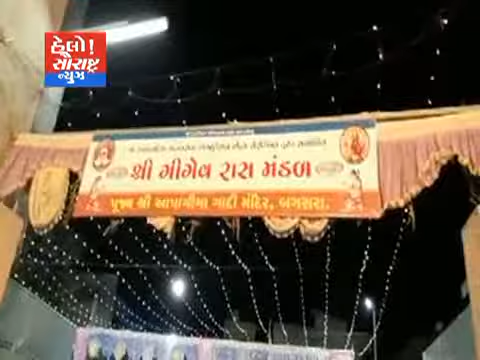 હેલો!
સૌરાષ્ટ્ર
ન્યુઝ
શ્રી ગીગેવ રાસ મંડળ
પૂજ્ય શ્રી આપાગીગા ગાદી મંદિર, બગસરા.